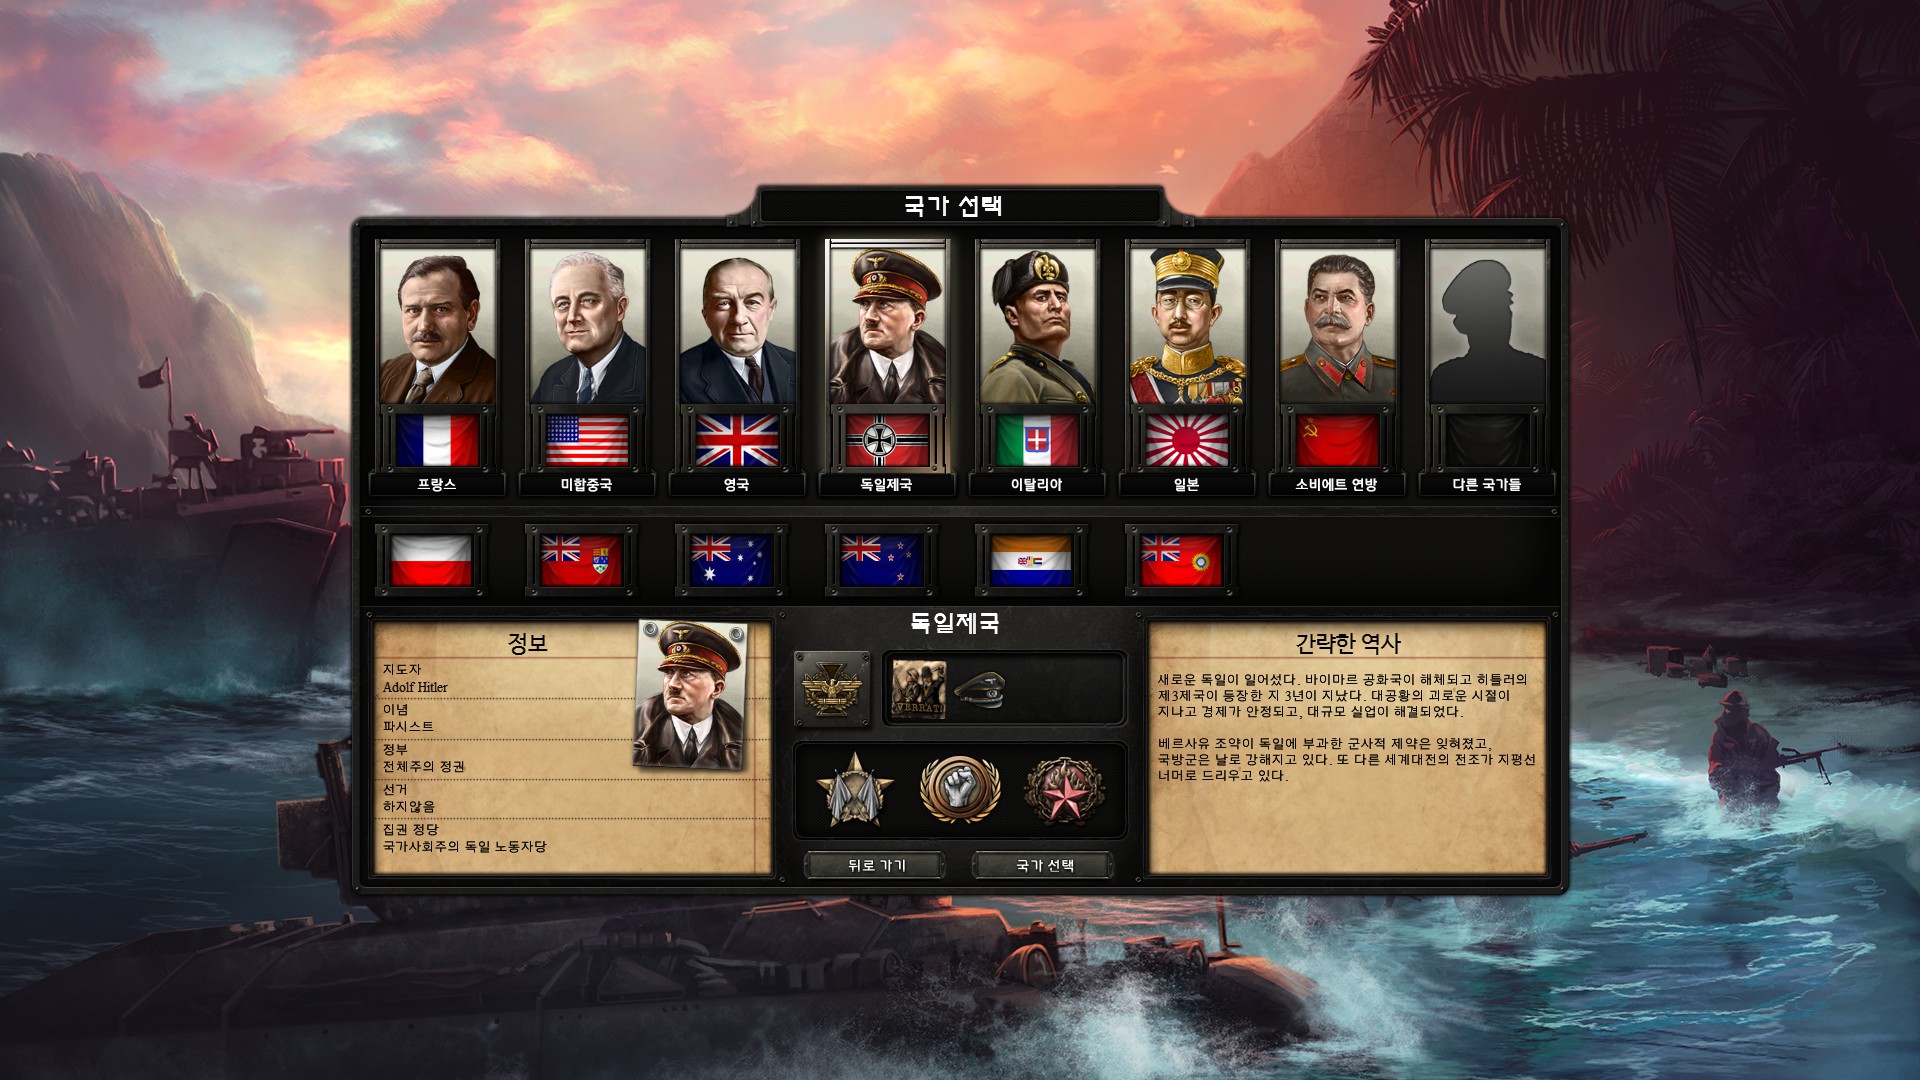 국가 선택
프랑스
미합중국
영국
독일제국
이탈리아
일본
소비에트 연방
다른 국가들
정보
지도자
Adolf Hitler
이념
파시스트
정부
전체주의 정권
선거
하지않음
집권 정당
국가사회주의 독일 노동자당
독일제국
VERRAT!
뒤로 가기
국가 선택
간략한 역사
새로운 독일이 일어섰다. 바이마르 공화국이 해체되고 히틀러의
제3제국이 등장한 지 3년이 지났다. 대공황의 괴로운 시절이
지나고 경제가 안정되고, 대규모 실업이 해결되었다.
베르사유 조약이 독일에 부과한 군사적 제약은 잊혀졌고,
국방군은 날로 강해지고 있다. 또 다른 세계대전의 전조가 지평선
너머로 드리우고 있다.